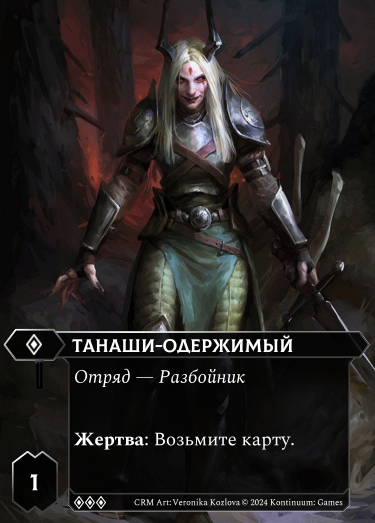 ТАНАШИ-ОДЕРЖИМЫЙ
Отряд — Разбойник
Жертва: Возьмите карту.
1
CRM Art: Veronika Kozlova © 2024 Kontinuum: Games